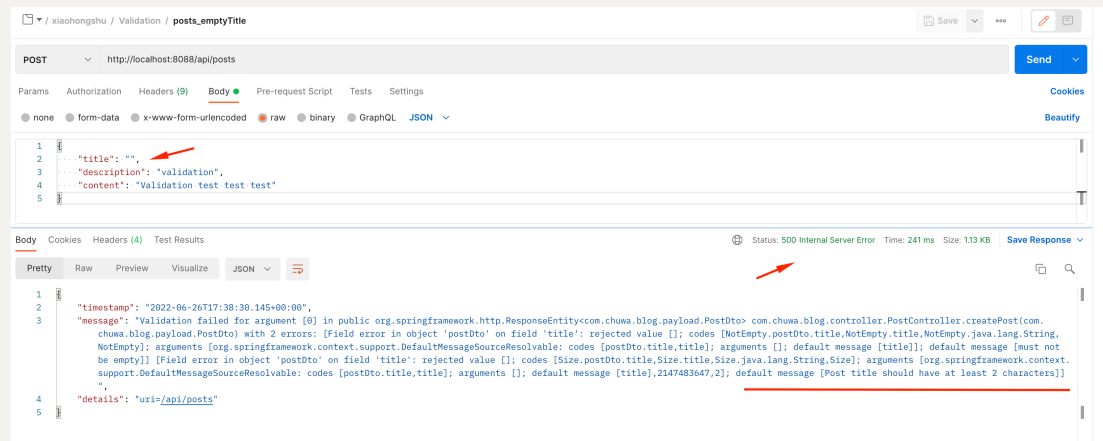 / xiaohongshu / Validation / posts_emptyTitle
Save
POST http://localhost:8088/api/posts Send
Params Authorization Headers (9) Body Pre-request Script Tests Settings Cookies
none form-data x-www-form-urlencoded raw binary GraphQL JSON Beautify
1 {
2 "title": "",
3 "description": "validation",
4 "content": "Validation test test test"
5 }
Body Cookies Headers (4) Test Results Status: 500 Internal Server Error Time: 241 ms Size: 1.13 KB Save Response
Pretty Raw Preview Visualize JSON
1 {
2 "timestamp": "2022-06-26T17:38:30.145+00:00",
3 "message": "Validation failed for argument [0] in public org.springframework.http.ResponseEntity<com.chuwa.blog.payload.PostDto> com.chuwa.blog.controller.PostController.createPost(com.
chuwa.blog.payload.PostDto) with 2 errors: [Field error in object 'postDto' on field 'title': rejected value []; codes [NotEmpty.postDto.title,NotEmpty.title,NotEmpty.java.lang.String,
NotEmpty]; arguments [org.springframework.context.support.DefaultMessageSourceResolvable: codes [postDto.title,title]; arguments []; default message [title]]; default message [must not
be empty]] [Field error in object 'postDto' on field 'title': rejected value []; codes [Size.postDto.title,Size.title,Size.java.lang.String,Size]; arguments [org.springframework.context.
support.DefaultMessageSourceResolvable: codes [postDto.title,title]; arguments []; default message [title],2147483647,2]; default message [Post title should have at least 2 characters]]
",
4 "details": "uri=/api/posts"
5 }